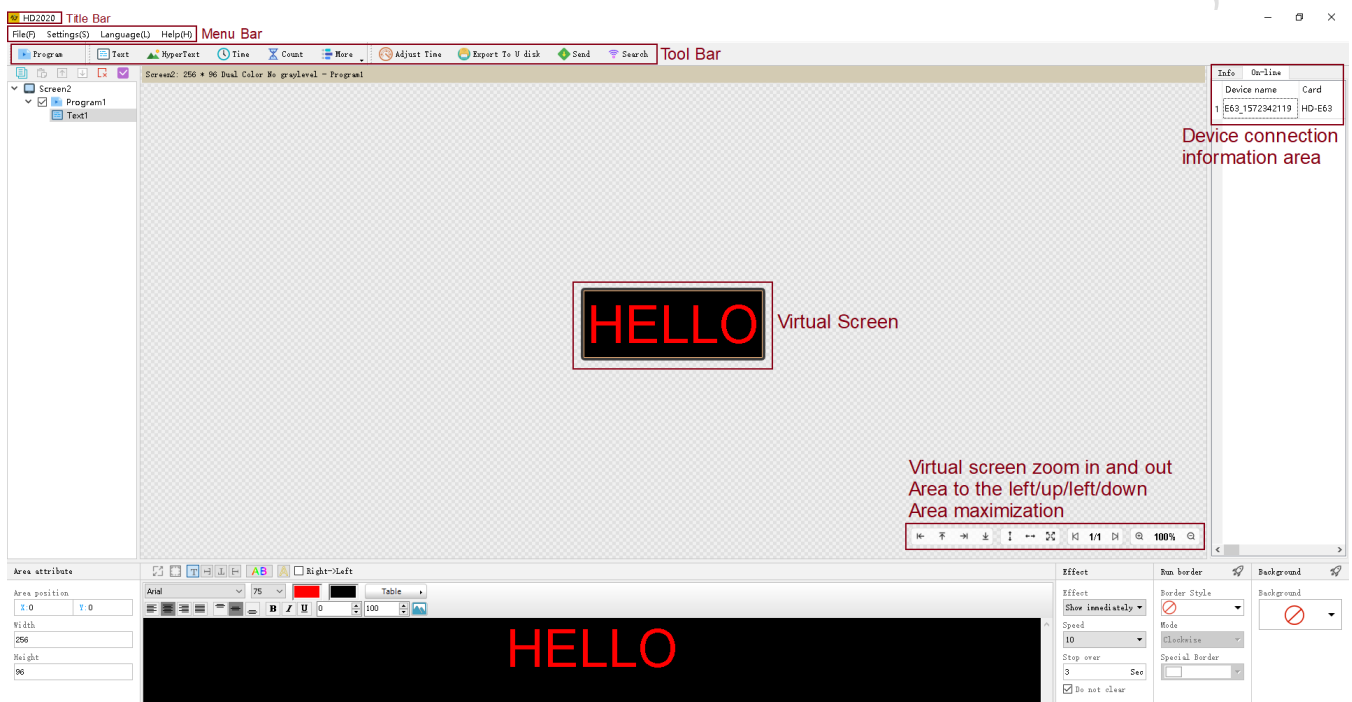 HD2020 Title Bar
File(F) Settings(S) Language(L) Help(H) Menu Bar
Program Text HyperText Time Count More Adjust Time Export To U disk Send Search Tool Bar
Screen2: 256 * 96 Dual Color No graylevel - Program1
Screen2
Program1
Text1
Info On-line
Device name Card
1 E63_1572342119 HD-E63
Device connection
information area
HELLO
Virtual Screen
Virtual screen zoom in and out
Area to the left/up/left/down
Area maximization
1/1 100%
Area attribute
Area position
X:0 Y:0
Width
256
Height
96
T AB A Right->Left
Arial 75 Table
B I U 0 100
HELLO
Effect
Effect
Show immediately
Speed
10
Stop over
3 Sec
Do not clear
Run border
Border Style
Mode
Clockwise
Special Border
Background
Background